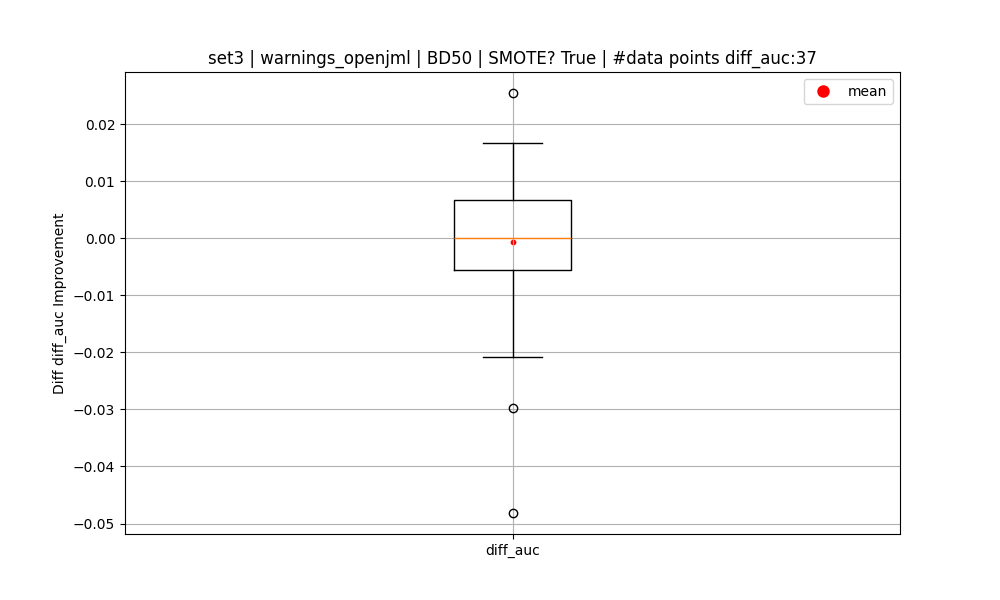 set3 | warnings_openjml | BD50 | SMOTE? True | #data points diff_auc:37
mean
0.02
0.01
0.00
−0.01
−0.02
−0.03
−0.04
−0.05
Diff diff_auc Improvement
diff_auc